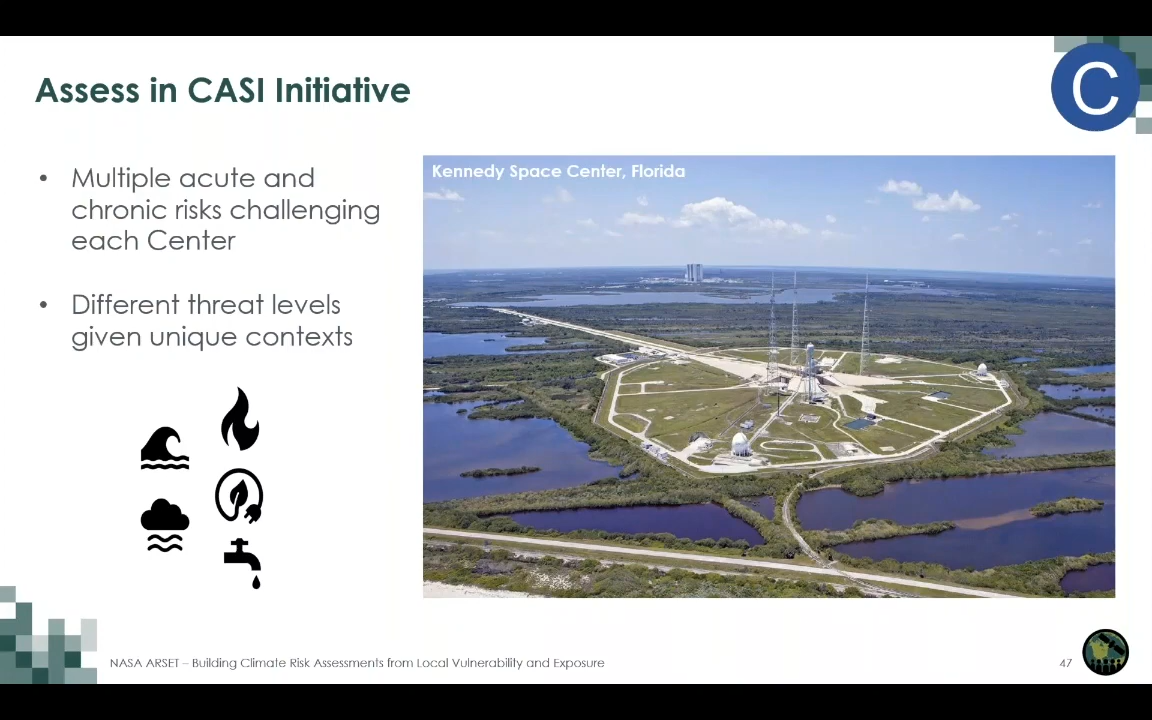 Assess in CASI Initiative
C
• Multiple acute and
chronic risks challenging
each Center
• Different threat levels
given unique contexts
Kennedy Space Center, Florida
NASA ARSET – Building Climate Risk Assessments from Local Vulnerability and Exposure
47